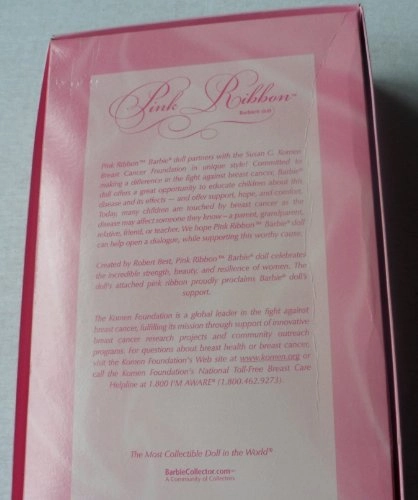 Pink Ribbon™
Barbie® doll
Pink Ribbon™ Barbie® doll partners with the Susan G. Komen
Breast Cancer Foundation in unique style! Committed to
making a difference in the fight against breast cancer, Barbie®
doll offers a great opportunity to educate children about this
disease and its effects — and offer support, hope, and comfort.
Today, many children are touched by breast cancer as the
disease may affect someone they know – a parent, grandparent,
relative, friend, or teacher. We hope Pink Ribbon™ Barbie® doll
can help open a dialogue, while supporting this worthy cause.
Created by Robert Best, Pink Ribbon™ Barbie® doll celebrates
the incredible strength, beauty, and resilience of women. The
doll's attached pink ribbon proudly proclaims Barbie® doll's
support.
The Komen Foundation is a global leader in the fight against
breast cancer, fulfilling its mission through support of innovative
breast cancer research projects and community outreach
programs. For questions about breast health or breast cancer,
visit the Komen Foundation's Web site at www.komen.org or
call the Komen Foundation's National Toll-Free Breast Care
Helpline at 1.800 I'M AWARE® (1.800.462.9273).
The Most Collectible Doll in the World®
BarbieCollector.com™
A Community of Collectors